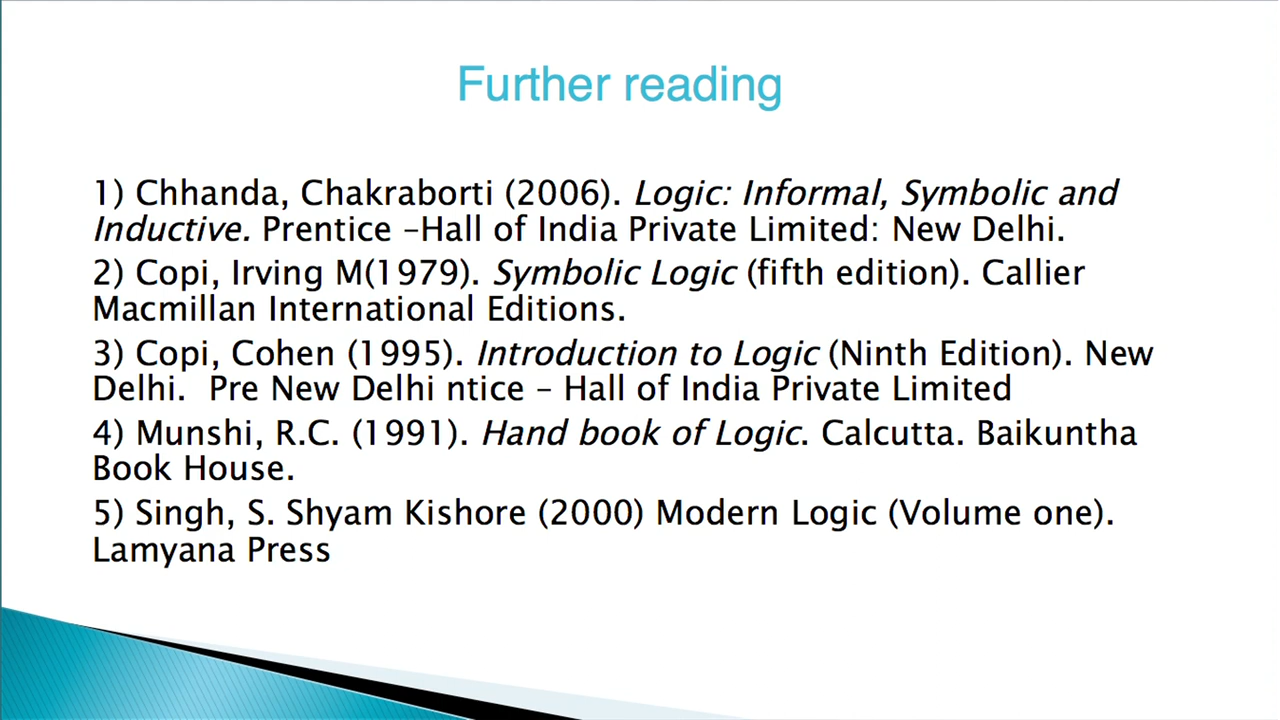 Further reading
1) Chhanda, Chakraborti (2006). Logic: Informal, Symbolic and
Inductive. Prentice –Hall of India Private Limited: New Delhi.
2) Copi, Irving M(1979). Symbolic Logic (fifth edition). Callier
Macmillan International Editions.
3) Copi, Cohen (1995). Introduction to Logic (Ninth Edition). New
Delhi.  Pre New Delhi ntice – Hall of India Private Limited
4) Munshi, R.C. (1991). Hand book of Logic. Calcutta. Baikuntha
Book House.
5) Singh, S. Shyam Kishore (2000) Modern Logic (Volume one).
Lamyana Press